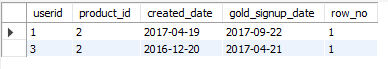 userid product_id created_date gold_signup_date row_no
1 2 2017-04-19 2017-09-22 1
3 2 2016-12-20 2017-04-21 1